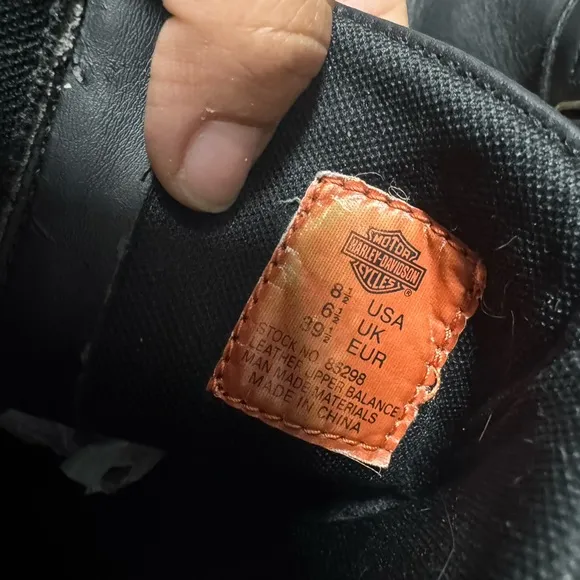 MOTOR
HARLEY-DAVIDSON
CYCLES
®
8½ USA
6½ UK
39½ EUR
STOCK NO. 85298
LEATHER UPPER BALANCE
MAN MADE MATERIALS
MADE IN CHINA